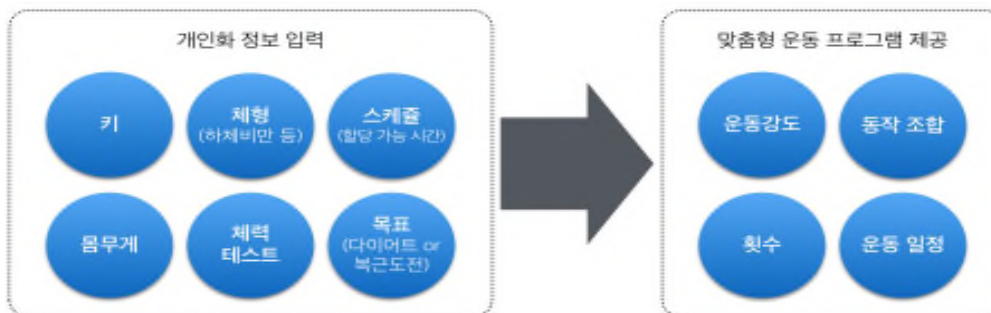 개인화 정보 입력
키
체형
(하체비만 등)
스케쥴
(할당 가능 시간)
몸무게
체력
테스트
목표
(다이어트 or
복근도전)
맞춤형 운동 프로그램 제공
운동강도
동작 조합
횟수
운동 일정